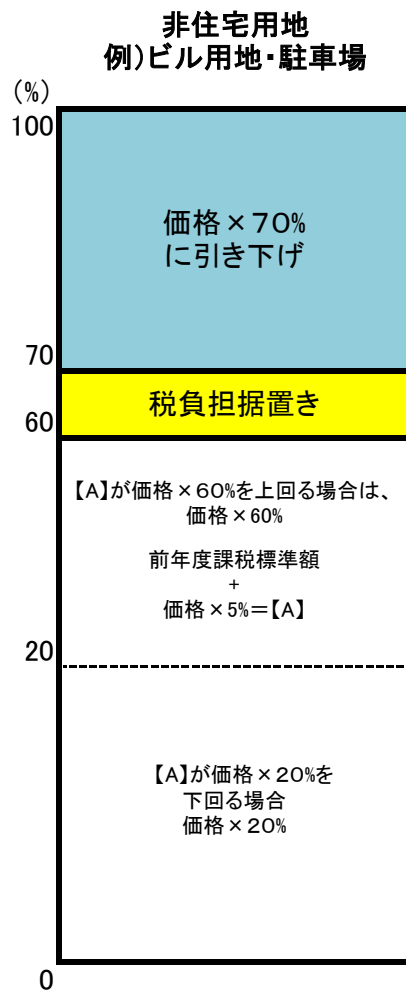 非住宅用地
例)ビル用地・駐車場
(%)
100
価格×70%
に引き下げ
70
税負担据置き
60
【A】が価格×60%を上回る場合は、
価格×60%
前年度課税標準額
+
価格×5%=【A】
20
【A】が価格×20%を
下回る場合
価格×20%
0